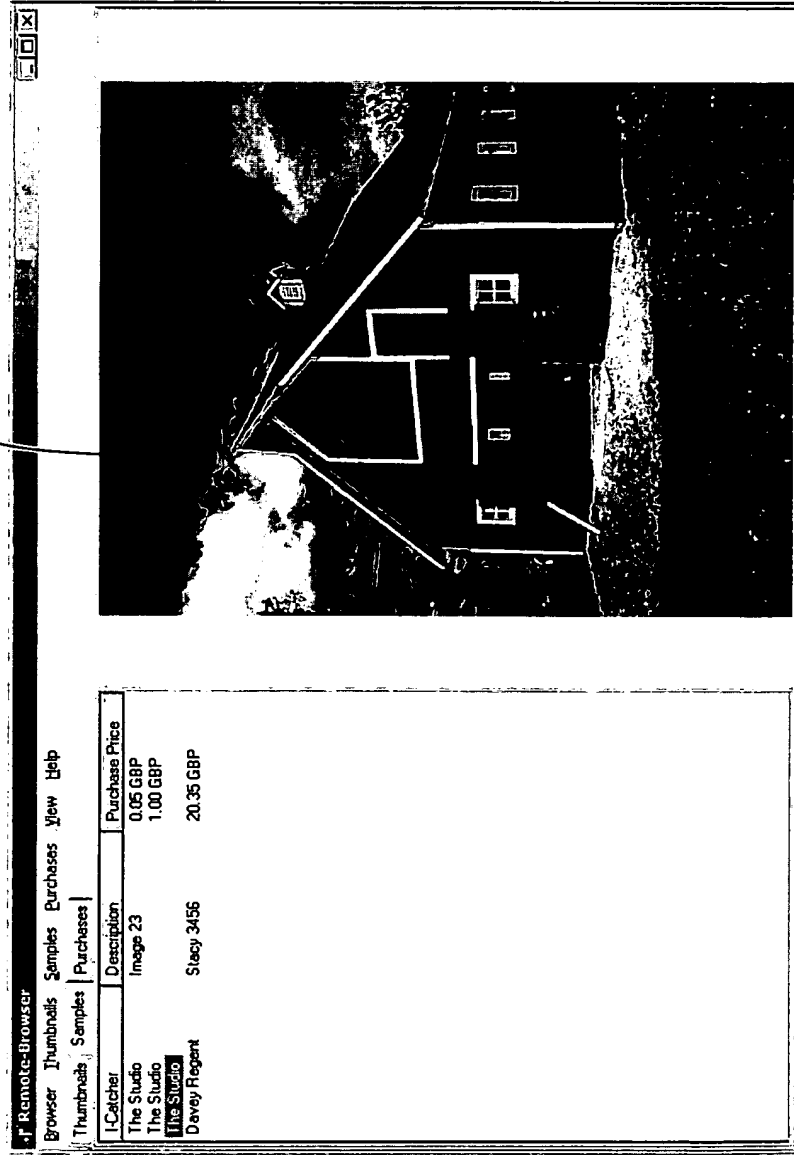 Remote-Browser
Browser Thumbnails Samples Purchases View Help
Thumbnails Samples Purchases
I-Catcher Description Purchase Price
The Studio Image 23 0.05 GBP
The Studio 1.00 GBP
The Studio
Davey Regent Stacy 3456 20.35 GBP